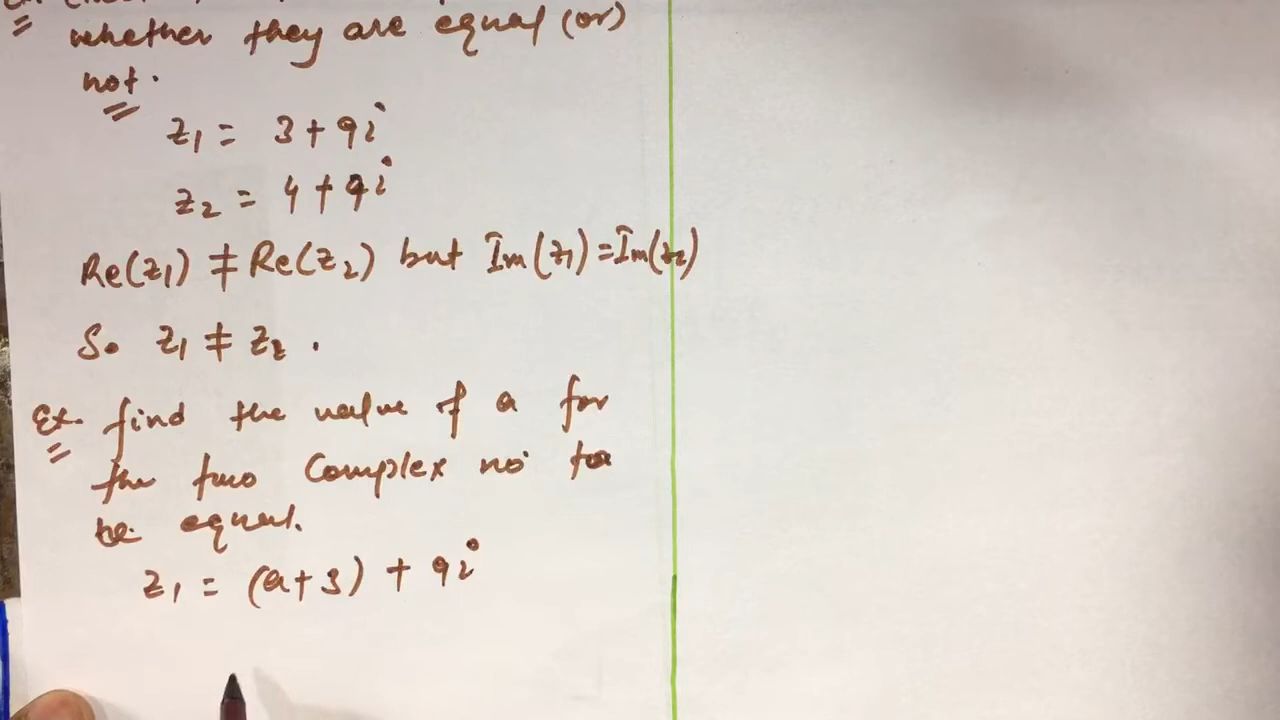 whether they are equal (or)
not.
z₁ = 3 + 9i
z₂ = 4 + 9i
Re(z₁) ≠ Re(z₂) but Im(z₁) = Im(z₂)
So z₁ ≠ z₂ .
Ex. find the value of a for
the two Complex no to
be equal.
z₁ = (a+3) + 9i